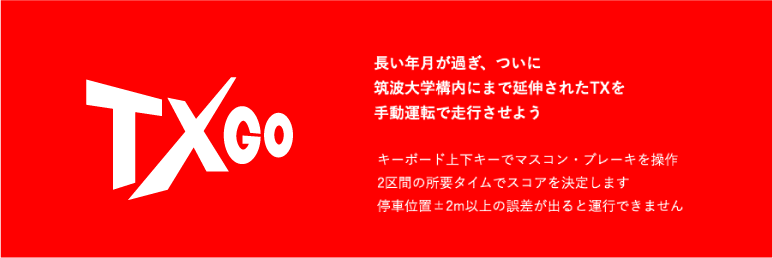 TXGO
長い年月が過ぎ、ついに
筑波大学構内にまで延伸されたTXを
手動運転で走行させよう
キーボード上下キーでマスコン・ブレーキを操作
2区間の所要タイムでスコアを決定します
停車位置±2m以上の誤差が出ると運行できません